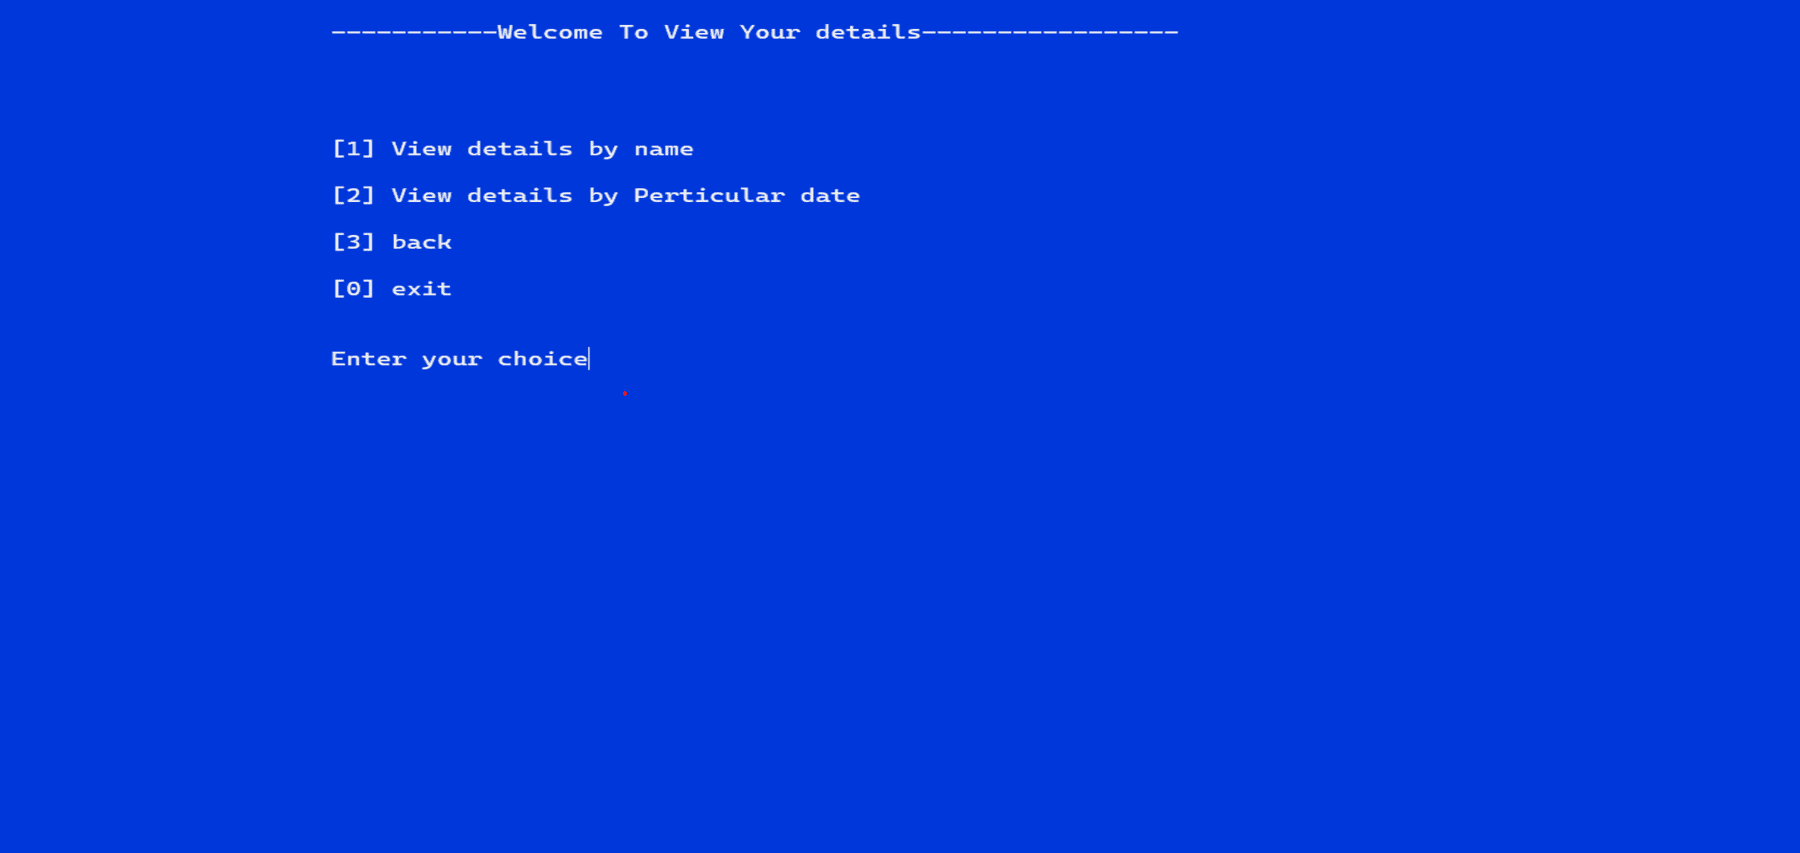 -----------Welcome To View Your details-----------------
[1] View details by name
[2] View details by Perticular date
[3] back
[0] exit
Enter your choice